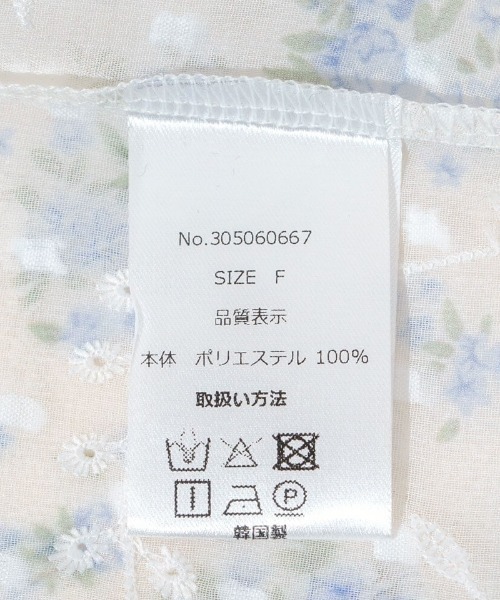 No.305060667
SIZE F
品質表示
本体 ポリエステル 100%
取扱い方法
P
韓国製